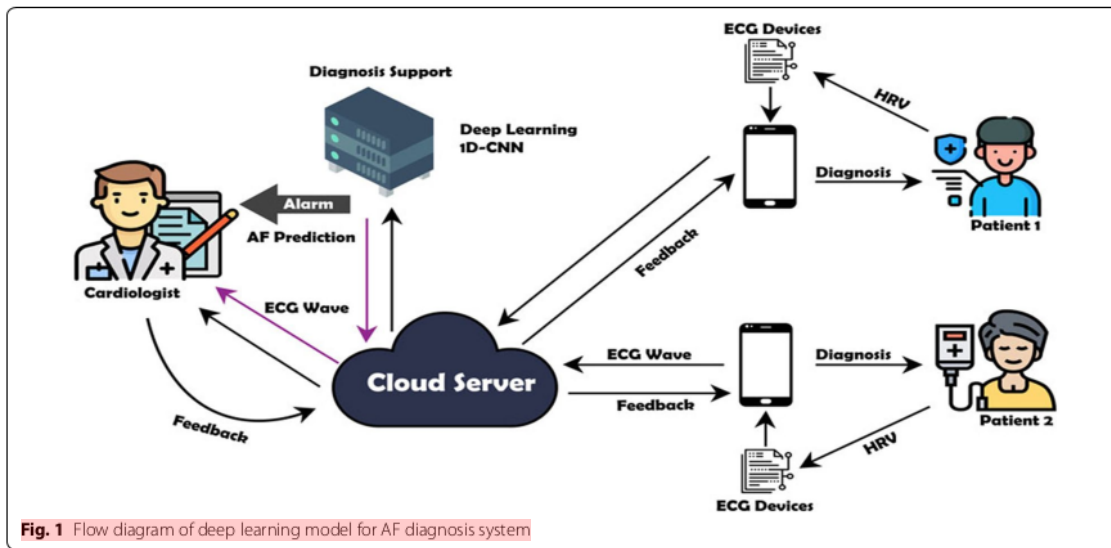 ECG Devices
Diagnosis Support
HRV
Deep Learning
1D-CNN
Diagnosis
Alarm
Patient 1
AF Prediction
Feedback
Cardiologist
ECG Wave
ECG Wave
Diagnosis
Cloud Server
Feedback
Feedback
Patient 2
HRV
ECG Devices
Fig. 1 Flow diagram of deep learning model for AF diagnosis system